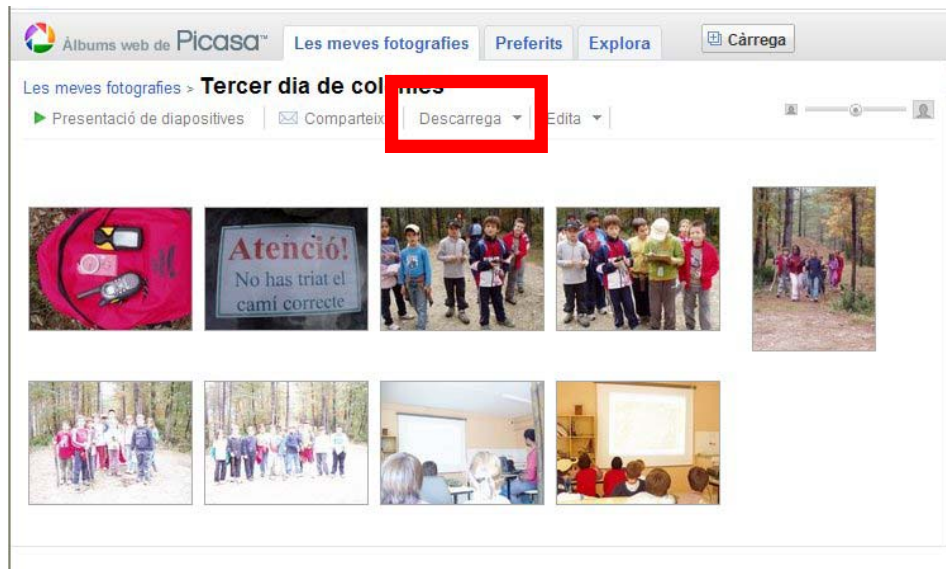 Àlbums web de Picasa™ Les meves fotografies Preferits Explora Càrrega
Les meves fotografies > Tercer dia de colònies
Presentació de diapositives Comparteix Descarrega Edita
Atenció!
No has triat el
camí correcte